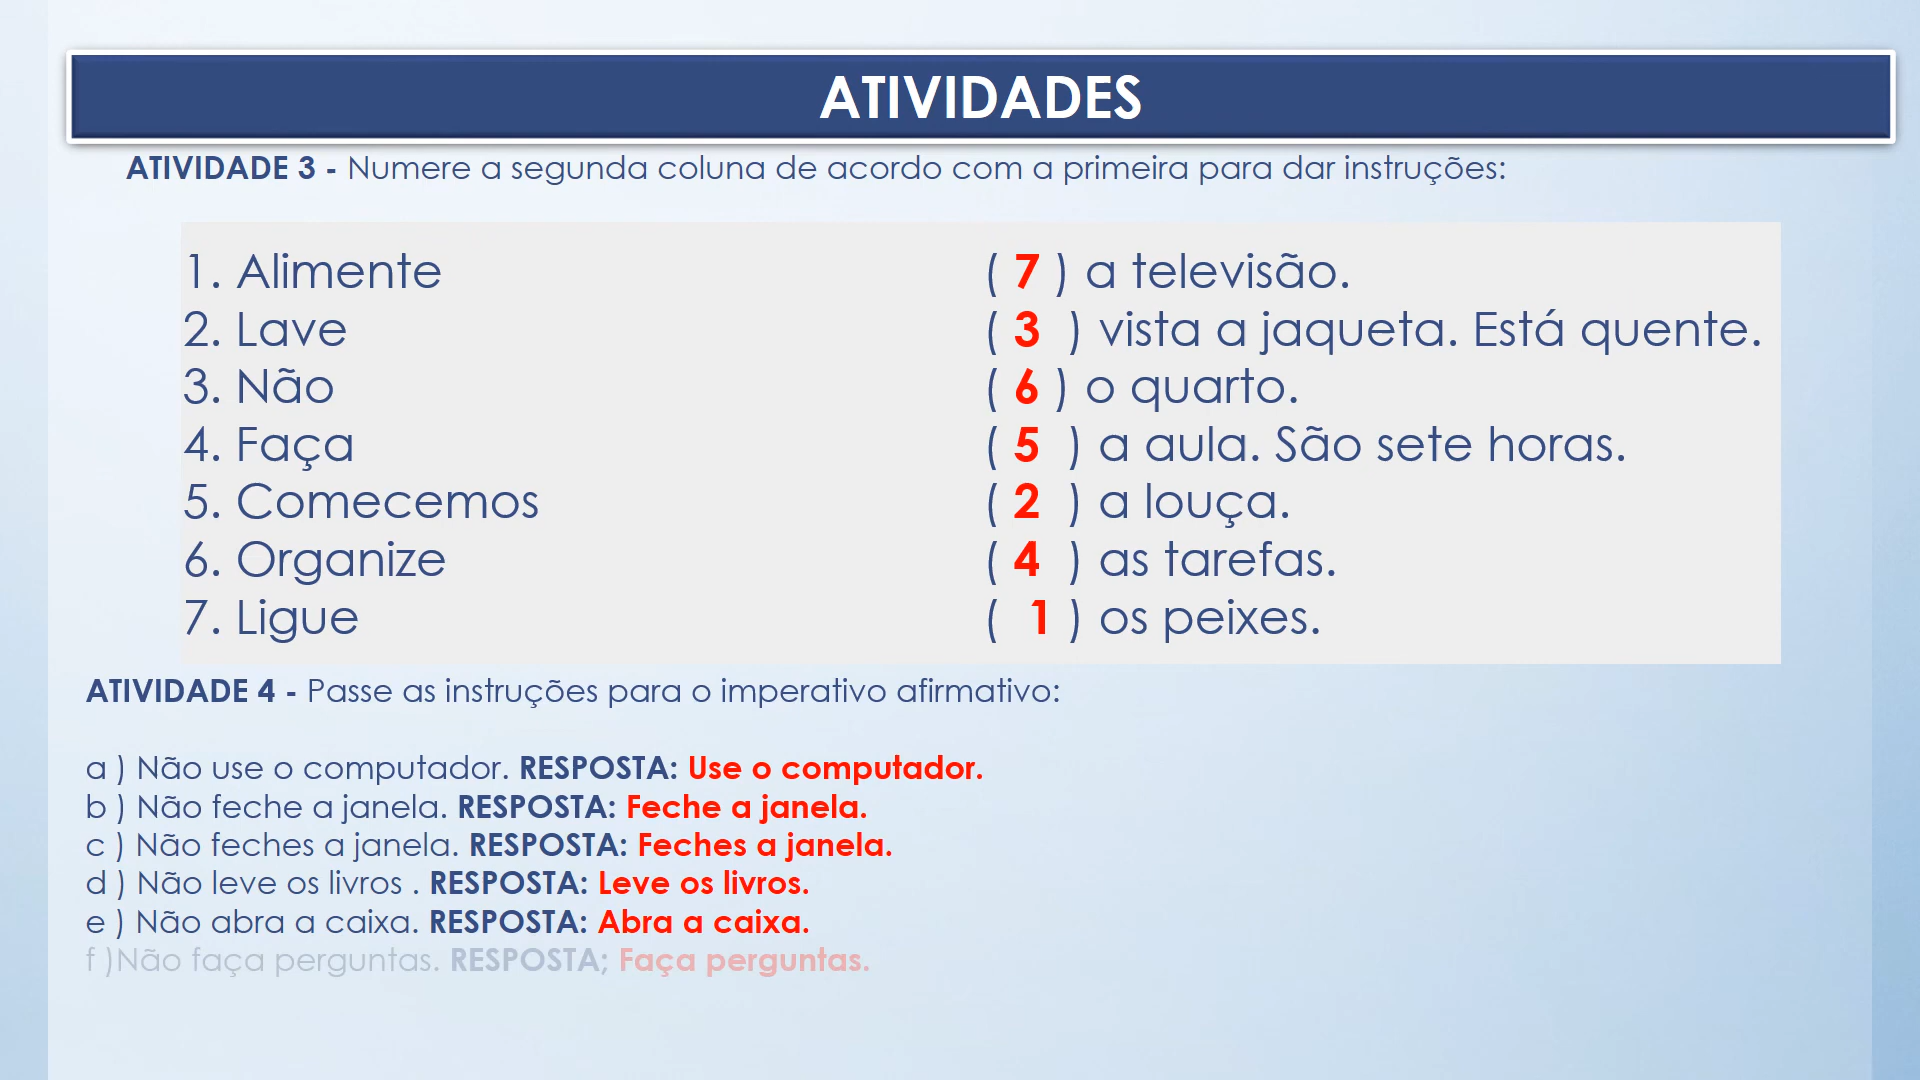 ATIVIDADES
ATIVIDADE 3 - Numere a segunda coluna de acordo com a primeira para dar instruções:
1. Alimente ( 7 ) a televisão.
2. Lave ( 3 ) vista a jaqueta. Está quente.
3. Não ( 6 ) o quarto.
4. Faça ( 5 ) a aula. São sete horas.
5. Comecemos ( 2 ) a louça.
6. Organize ( 4 ) as tarefas.
7. Ligue ( 1 ) os peixes.
ATIVIDADE 4 - Passe as instruções para o imperativo afirmativo:
a ) Não use o computador. RESPOSTA: Use o computador.
b ) Não feche a janela. RESPOSTA: Feche a janela.
c ) Não feches a janela. RESPOSTA: Feches a janela.
d ) Não leve os livros . RESPOSTA: Leve os livros.
e ) Não abra a caixa. RESPOSTA: Abra a caixa.
f )Não faça perguntas. RESPOSTA; Faça perguntas.